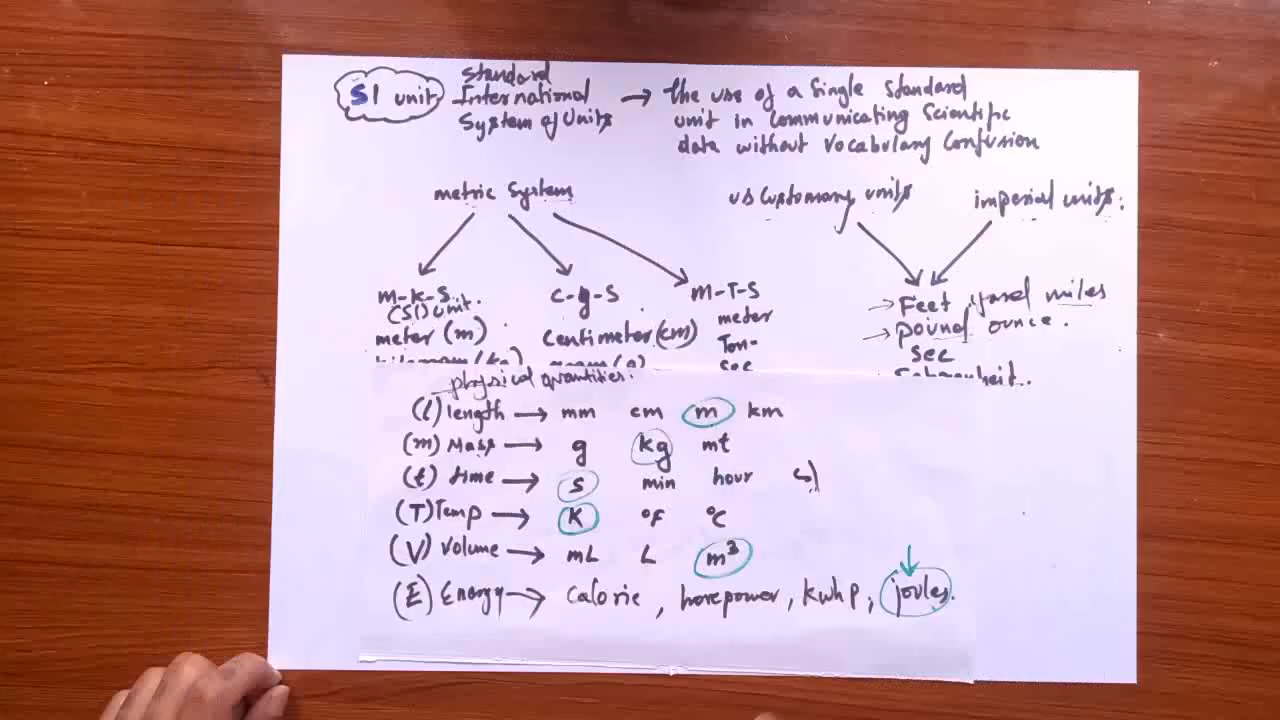 SI unit
Standard
International
System of Units
→ the use of a single standard
unit in communicating Scientific
data without vocabulary Confusion
metric System
us Customary units
imperial units.
m-k-s.
(SI) unit.
meter (m)
c-g-s
centimeter (cm)
M-T-S
meter
Ton-
sec
→ Feet yard miles
→ pound ounce.
sec
physical quantities.
(l) length → mm cm m km
(m) Mass → g kg mt
(t) time → s min hour
(T) Temp → K °F °C
(V) Volume → mL L m³
(E) Energy → calorie, horepower, kwhp, joules.